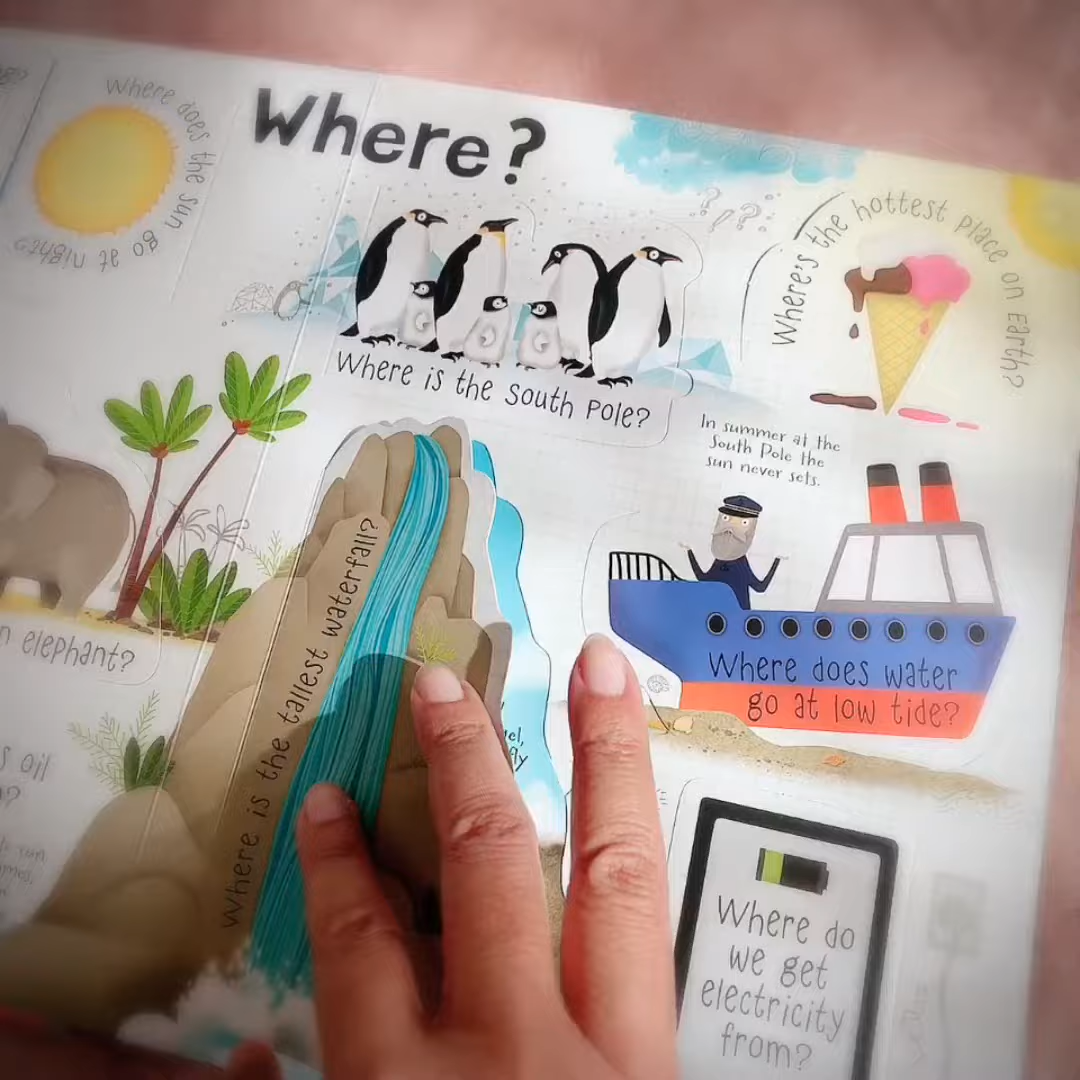 Where?
Where does the sun go at night?
Where is the South Pole?
Where's the hottest place on Earth?
In summer at the
South Pole the
sun never sets.
elephant?
Where is the tallest waterfall?
Where does water
go at low tide?
oil
Where do
we get
electricity
from?